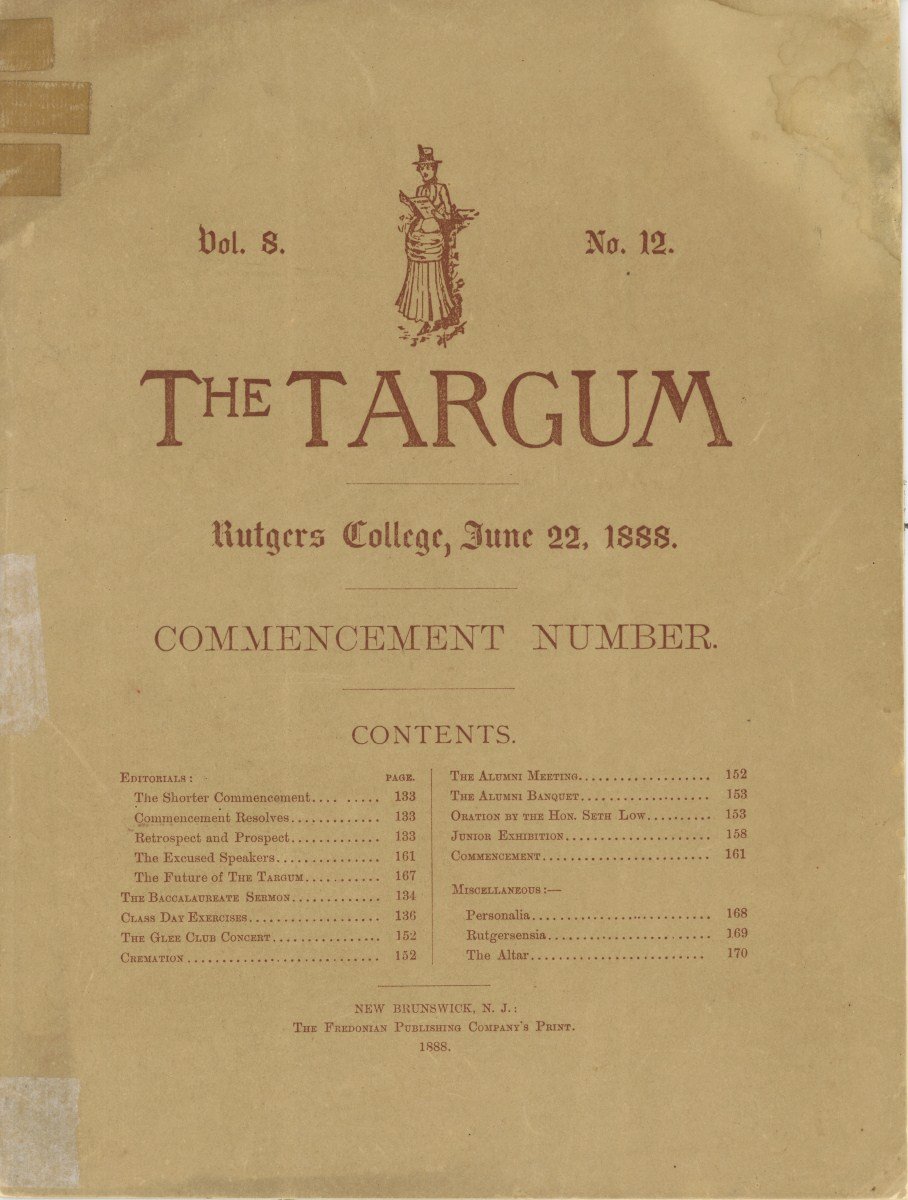 Vol. 8.
No. 12.
THE TARGUM
Rutgers College, June 22, 1888.
COMMENCEMENT NUMBER.
CONTENTS.
EDITORIALS: PAGE.
The Shorter Commencement.... ......... 133
Commencement Resolves............. 133
Retrospect and Prospect............. 133
The Excused Speakers............... 161
The Future of THE TARGUM........... 167
THE BACCALAUREATE SERMON............. 134
CLASS DAY EXERCISES................... 136
THE GLEE CLUB CONCERT................ 152
CREMATION............................ 152
THE ALUMNI MEETING................... 152
THE ALUMNI BANQUET................... 153
ORATION BY THE HON. SETH LOW......... 153
JUNIOR EXHIBITION..................... 158
COMMENCEMENT........................ 161
MISCELLANEOUS:—
Personalia.......................... 168
Rutgersensia........................ 169
The Altar.......................... 170
NEW BRUNSWICK, N. J.:
THE FREDONIAN PUBLISHING COMPANY'S PRINT.
1888.